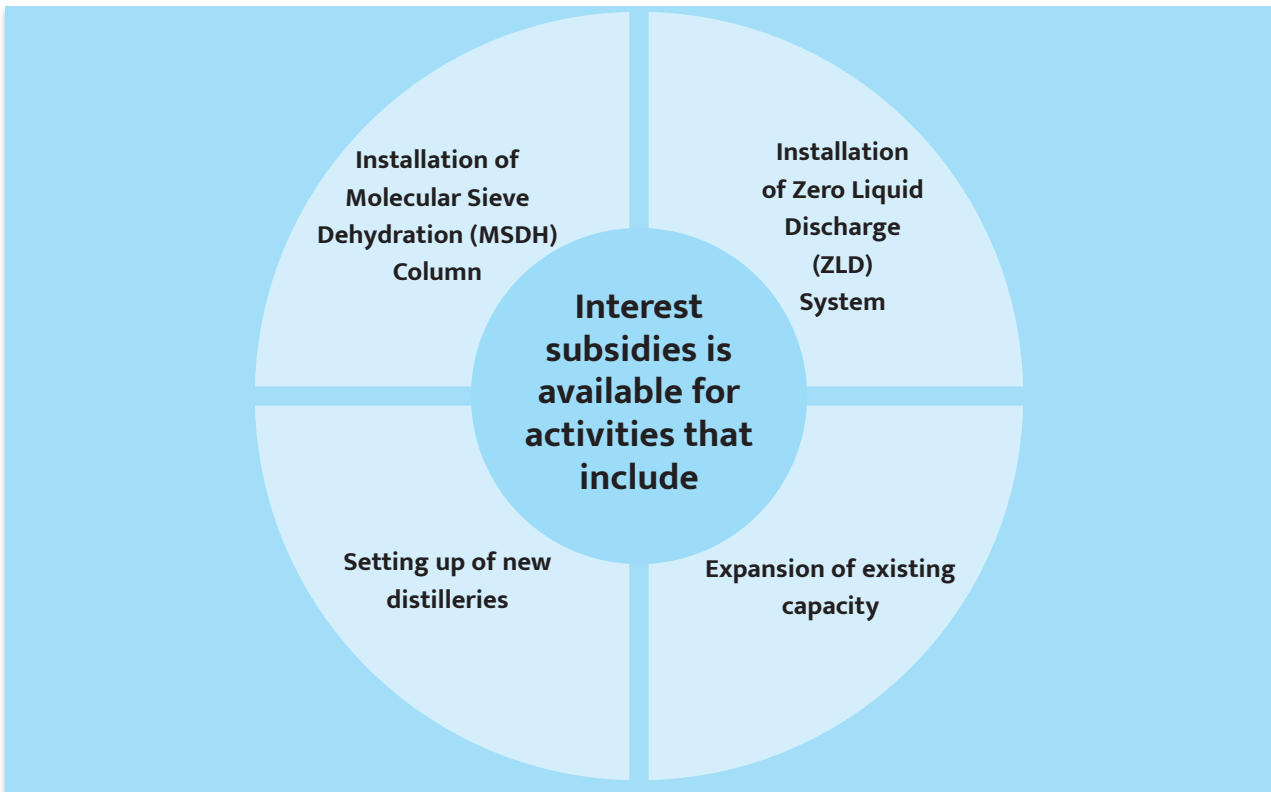 Installation of
Molecular Sieve
Dehydration (MSDH)
Column
Installation
of Zero Liquid
Discharge
(ZLD)
System
Interest
subsidies is
available for
activities that
include
Setting up of new
distilleries
Expansion of existing
capacity